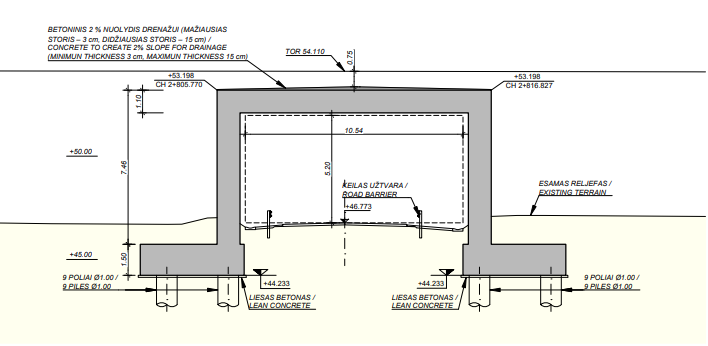 BETONINIS 2 % NUOLYDIS DRENAŽUI (MAŽIAUSIAS
STORIS – 3 cm, DIDŽIAUSIAS STORIS – 15 cm) /
CONCRETE TO CREATE 2% SLOPE FOR DRAINAGE
(MINIMUN THICKNESS 3 cm, MAXIMUN THICKNESS 15 cm)
TOR 54.110
0.75
+53.198
CH 2+805.770
+53.198
CH 2+816.827
1.10
10.54
+50.00
7.46
5.20
KEILAS UŽTVARA /
ROAD BARRIER
+46.773
ESAMAS RELJEFAS /
EXISTING TERRAIN
+45.00
1.50
9 POLIAI Ø1.00 /
9 PILES Ø1.00
+44.233
+44.233
9 POLIAI Ø1.00 /
9 PILES Ø1.00
LIESAS BETONAS /
LEAN CONCRETE
LIESAS BETONAS /
LEAN CONCRETE